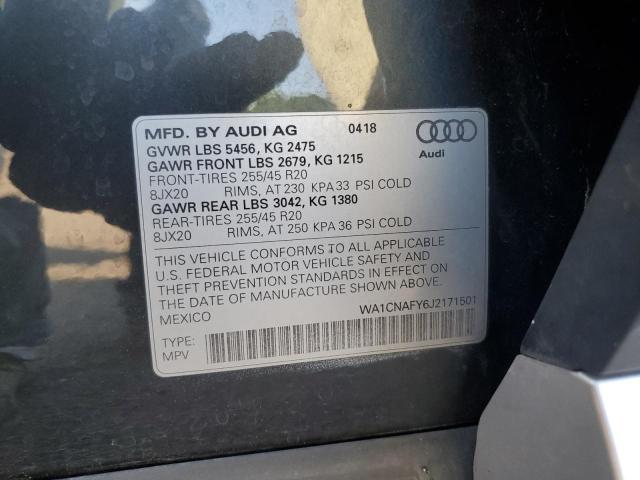 MFD. BY AUDI AG 0418
GVWR LBS 5456, KG 2475
GAWR FRONT LBS 2679, KG 1215
FRONT-TIRES 255/45 R20
8JX20 RIMS, AT 230 KPA 33 PSI COLD
GAWR REAR LBS 3042, KG 1380
REAR-TIRES 255/45 R20
8JX20 RIMS, AT 250 KPA 36 PSI COLD
Audi
THIS VEHICLE CONFORMS TO ALL APPLICABLE
U.S. FEDERAL MOTOR VEHICLE SAFETY AND
THEFT PREVENTION STANDARDS IN EFFECT ON
THE DATE OF MANUFACTURE SHOWN ABOVE.
MEXICO WA1CNAFY6J2171501
TYPE:
MPV